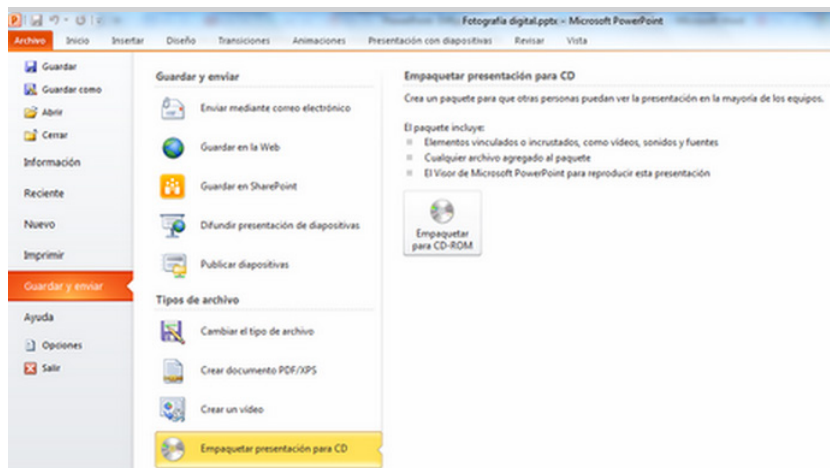 Fotografía digital.pptx - Microsoft PowerPoint
Archivo Inicio Insertar Diseño Transiciones Animaciones Presentación con diapositivas Revisar Vista
Guardar
Guardar como
Abrir
Cerrar
Información
Reciente
Nuevo
Imprimir
Guardar y enviar
Ayuda
Opciones
Salir
Guardar y enviar
Enviar mediante correo electrónico
Guardar en la Web
Guardar en SharePoint
Difundir presentación de diapositivas
Publicar diapositivas
Tipos de archivo
Cambiar el tipo de archivo
Crear documento PDF/XPS
Crear un vídeo
Empaquetar presentación para CD
Empaquetar presentación para CD
Crea un paquete para que otras personas puedan ver la presentación en la mayoría de los equipos.
El paquete incluye:
Elementos vinculados o incrustados, como vídeos, sonidos y fuentes
Cualquier archivo agregado al paquete
El Visor de Microsoft PowerPoint para reproducir esta presentación
Empaquetar
para CD-ROM